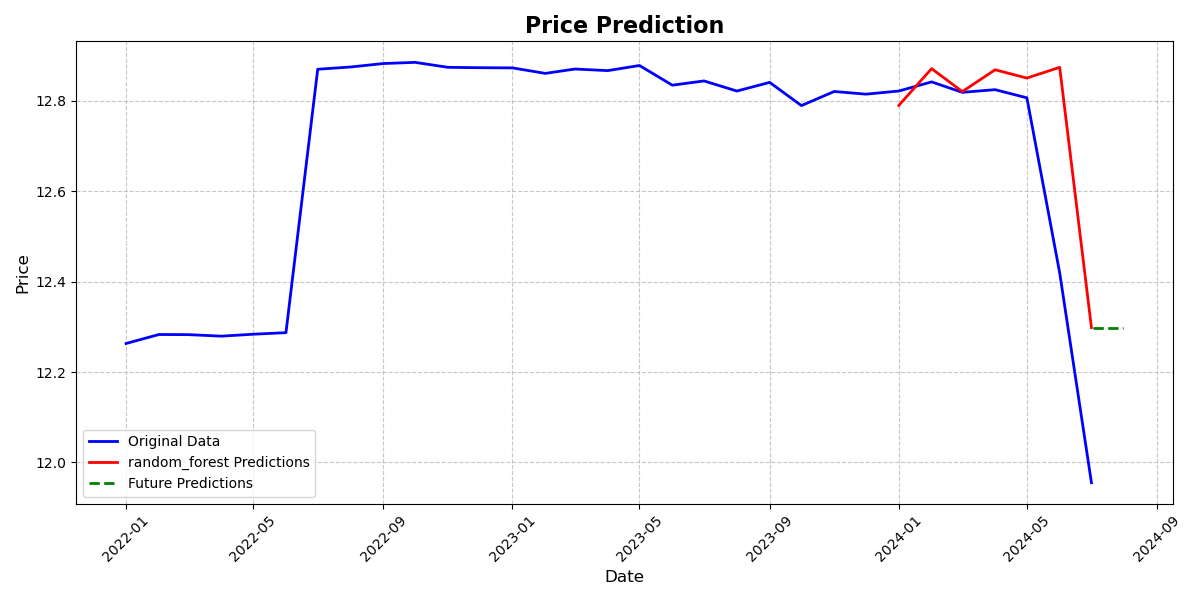 Price Prediction
Price
12.8
12.6
12.4
12.2
12.0
Original Data
random_forest Predictions
Future Predictions
2022-01
2022-05
2022-09
2023-01
2023-05
2023-09
2024-01
2024-05
2024-09
Date